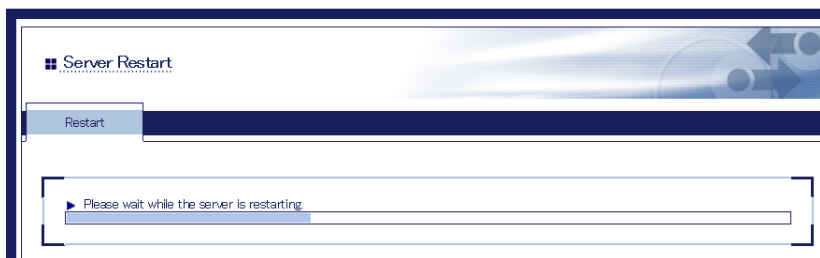 Server Restart
Restart
Please wait while the server is restarting.